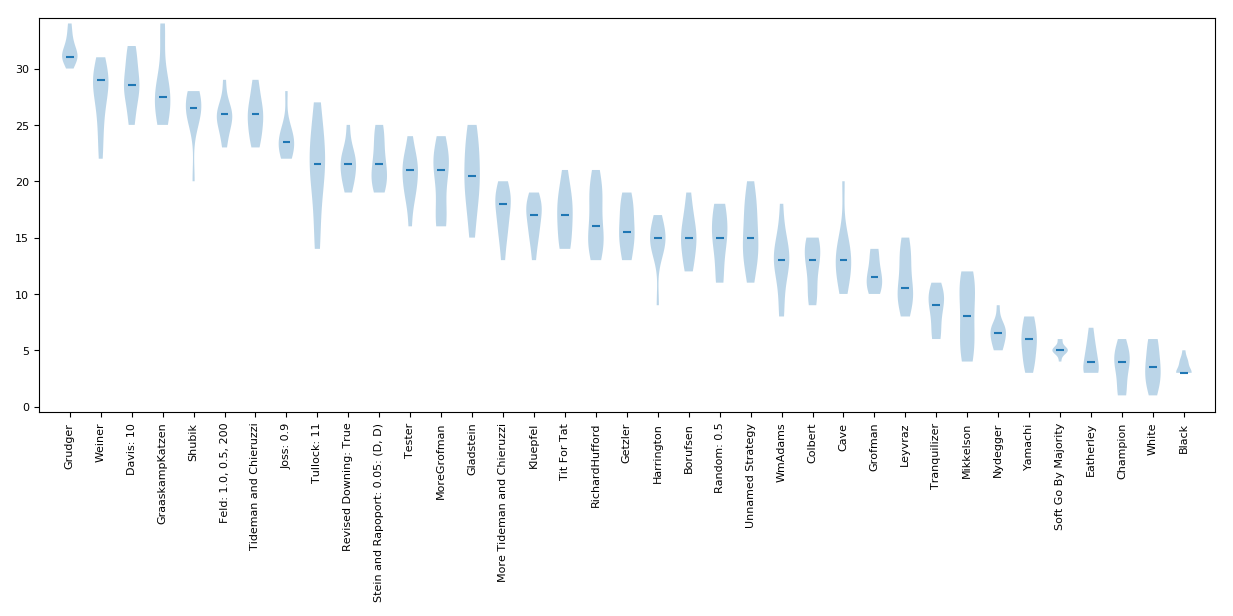 30
25
20
15
10
5
0
Grudger
Weiner
Davis: 10
GraaskampKatzen
Shubik
Feld: 1.0, 0.5, 200
Tideman and Chieruzzi
Joss: 0.9
Tullock: 11
Revised Downing: True
Stein and Rapoport: 0.05: (D, D)
Tester
MoreGrofman
Gladstein
More Tideman and Chieruzzi
Kluepfel
Tit For Tat
RichardHufford
Getzler
Harrington
Borufsen
Random: 0.5
Unnamed Strategy
WmAdams
Colbert
Cave
Grofman
Leyvraz
Tranquilizer
Mikkelson
Nydegger
Yamachi
Soft Go By Majority
Eatherley
Champion
White
Black